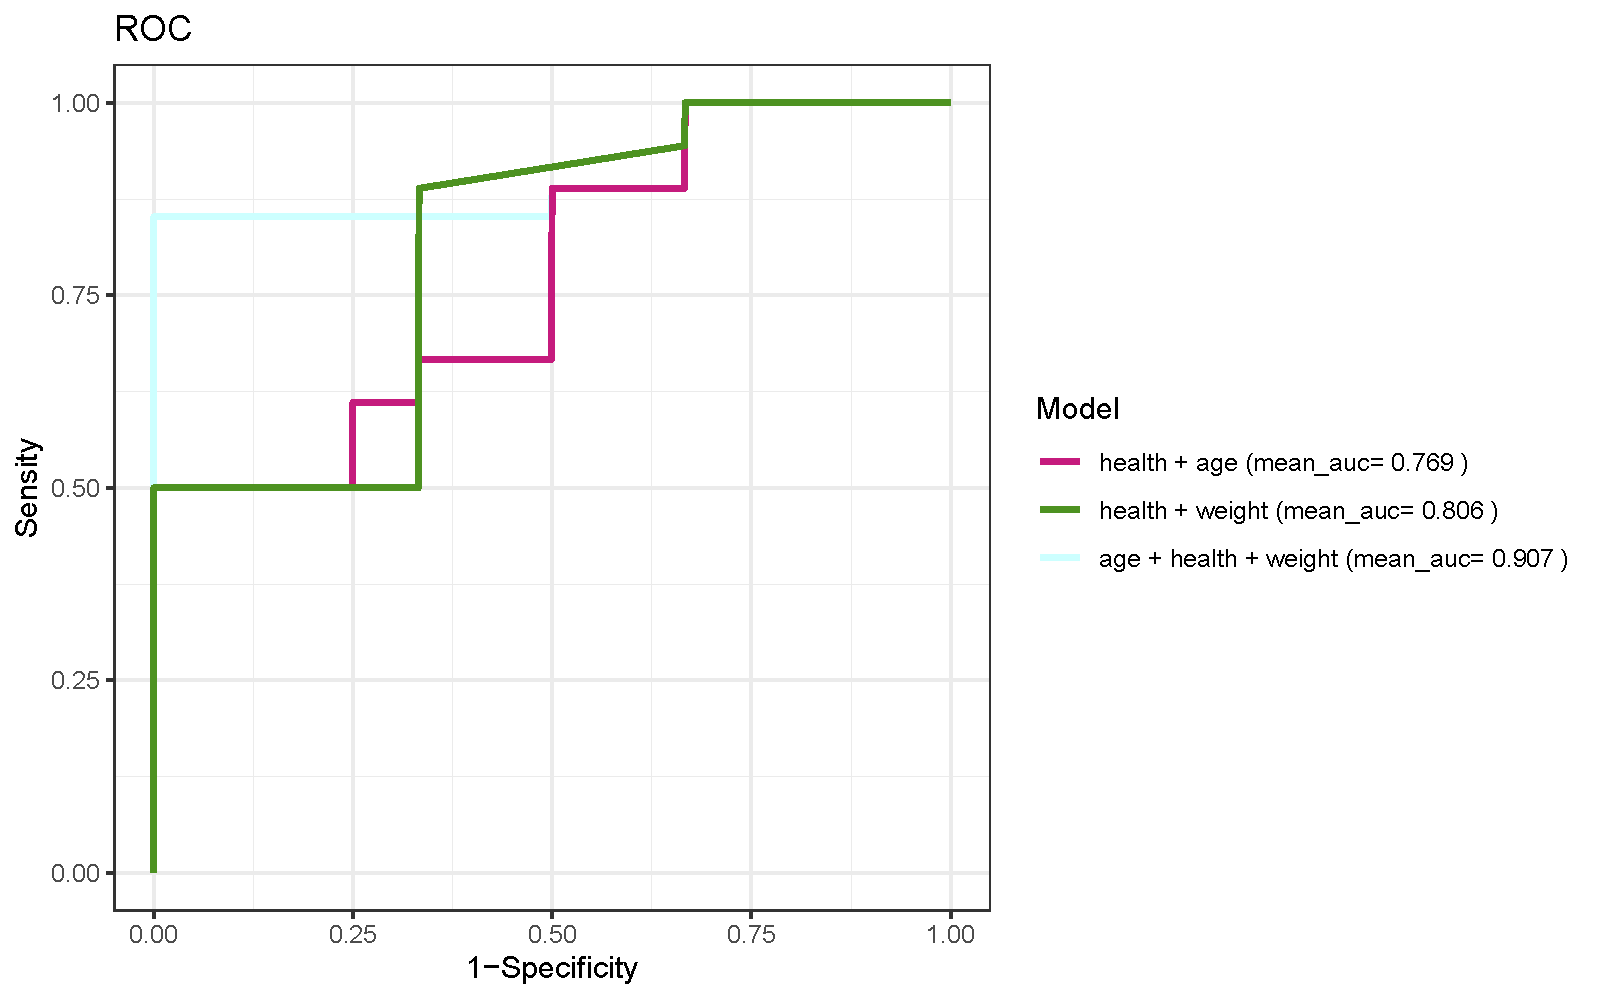 ROC
1.00
0.75
0.50
0.25
0.00
Sensity
0.00 0.25 0.50 0.75 1.00
1−Specificity
Model
health + age (mean_auc= 0.769 )
health + weight (mean_auc= 0.806 )
age + health + weight (mean_auc= 0.907 )